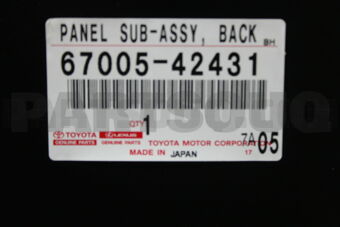 PANEL SUB-ASSY, BACK
BH
67005-42431
PARTSOUQ
QTY 1
TOYOTA LEXUS
GENUINE PARTS GENUINE PARTS
TOYOTA MOTOR CORPORATION
MADE IN JAPAN
7A 05
17